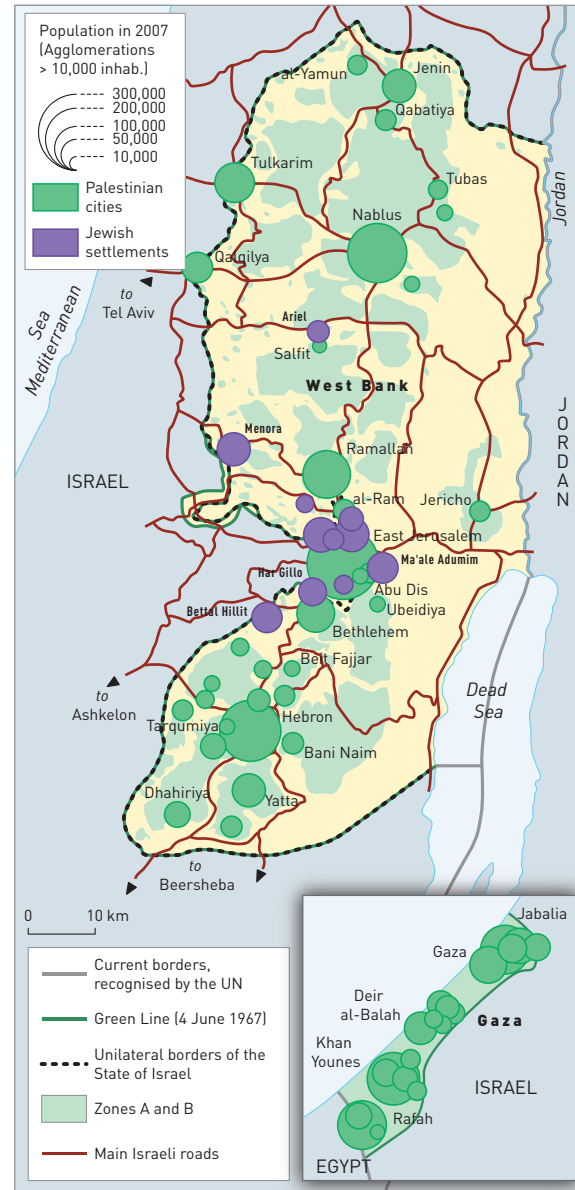 Population in 2007
(Agglomerations
> 10,000 inhab.)
300,000
200,000
100,000
50,000
10,000
Palestinian
cities
Jewish
settlements
al-Yamun
Jenin
Qabatiya
Tulkarim
Tubas
Nablus
Jordan
Qalqilya
to
Tel Aviv
Sea
Mediterranean
Ariel
Salfit
West Bank
Menora
JORDAN
Ramallah
ISRAEL
al-Ram
Jericho
East Jerusalem
Ma'ale Adumim
Har Gillo
Abu Dis
Ubeidiya
Bettal Hillit
Bethlehem
Beit Fajjar
to
Ashkelon
Dead
Sea
Tarqumiya
Hebron
Bani Naim
Dhahiriya
Yatta
to
Beersheba
0 10 km
Current borders,
recognised by the UN
Green Line (4 June 1967)
Unilateral borders of the
State of Israel
Zones A and B
Main Israeli roads
Jabalia
Gaza
Deir
al-Balah
Gaza
Khan
Younes
ISRAEL
Rafah
EGYPT